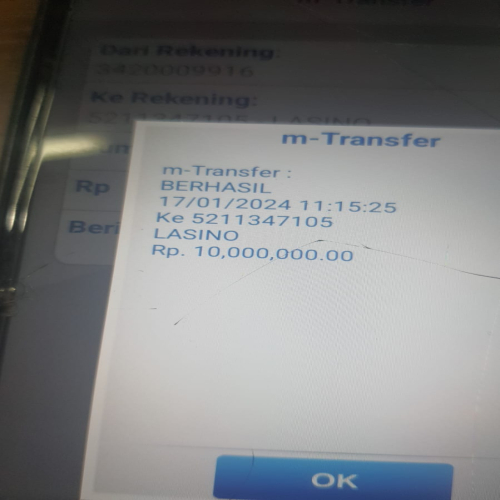 m-Transfer
Dari Rekening:
3420009916
Ke Rekening:
5211347105 LASINO
Rp
Beri
m-Transfer
m-Transfer :
BERHASIL
17/01/2024 11:15:25
Ke 5211347105
LASINO
Rp. 10,000,000.00
OK